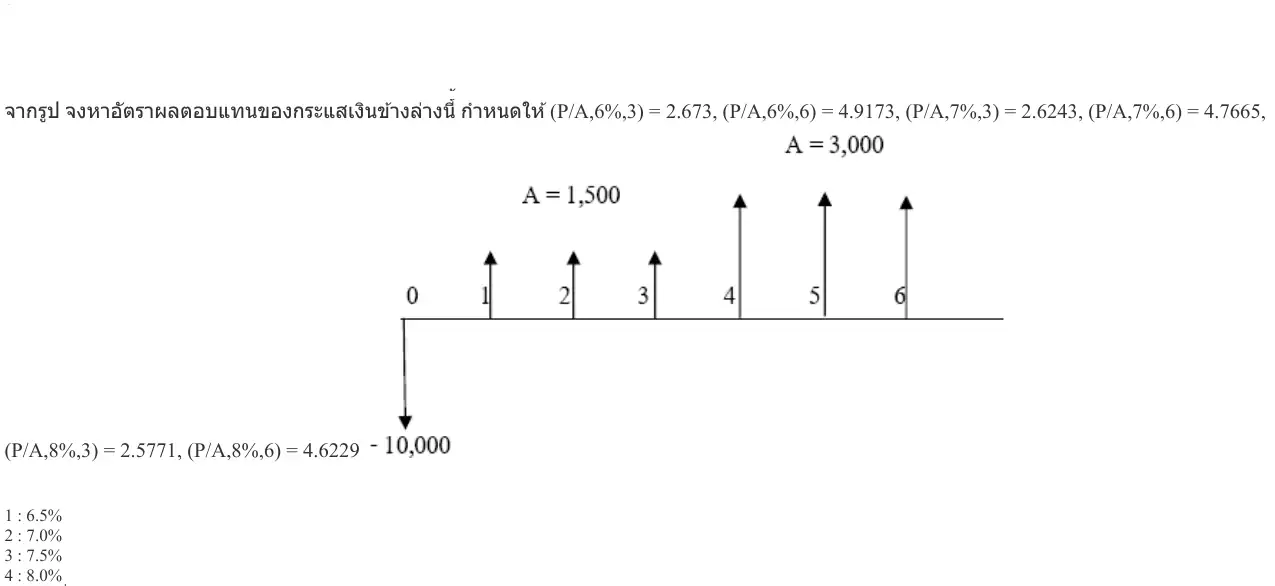 จากรูป จงหาอัตราผลตอบแทนของกระแสเงินข้างล่างนี้ กำหนดให้ (P/A,6%,3) = 2.673, (P/A,6%,6) = 4.9173, (P/A,7%,3) = 2.6243, (P/A,7%,6) = 4.7665,
A = 3,000
A = 1,500
0 1 2 3 4 5 6
(P/A,8%,3) = 2.5771, (P/A,8%,6) = 4.6229 - 10,000
1 : 6.5%
2 : 7.0%
3 : 7.5%
4 : 8.0%